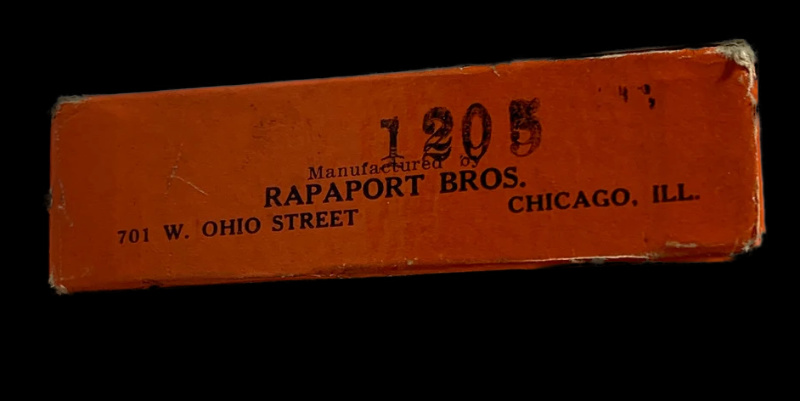 1205
Manufactured by
RAPAPORT BROS.
701 W. OHIO STREET CHICAGO, ILL.